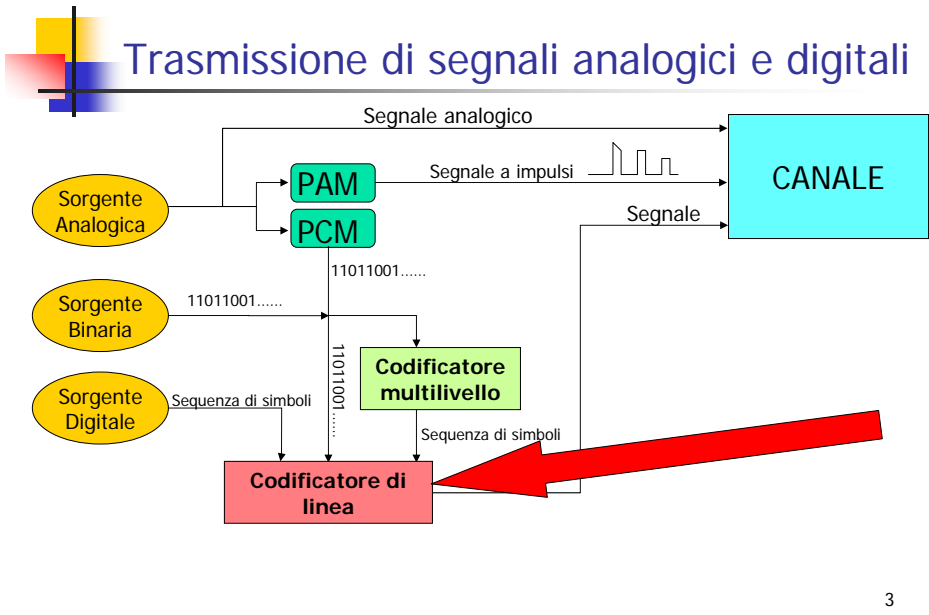 Trasmissione di segnali analogici e digitali
Segnale analogico
Sorgente
Analogica
PAM
Segnale a impulsi
CANALE
PCM
Segnale
11011001......
Sorgente
Binaria
11011001......
11011001......
Codificatore
multilivello
Sorgente
Digitale
Sequenza di simboli
Sequenza di simboli
Codificatore di
linea
3